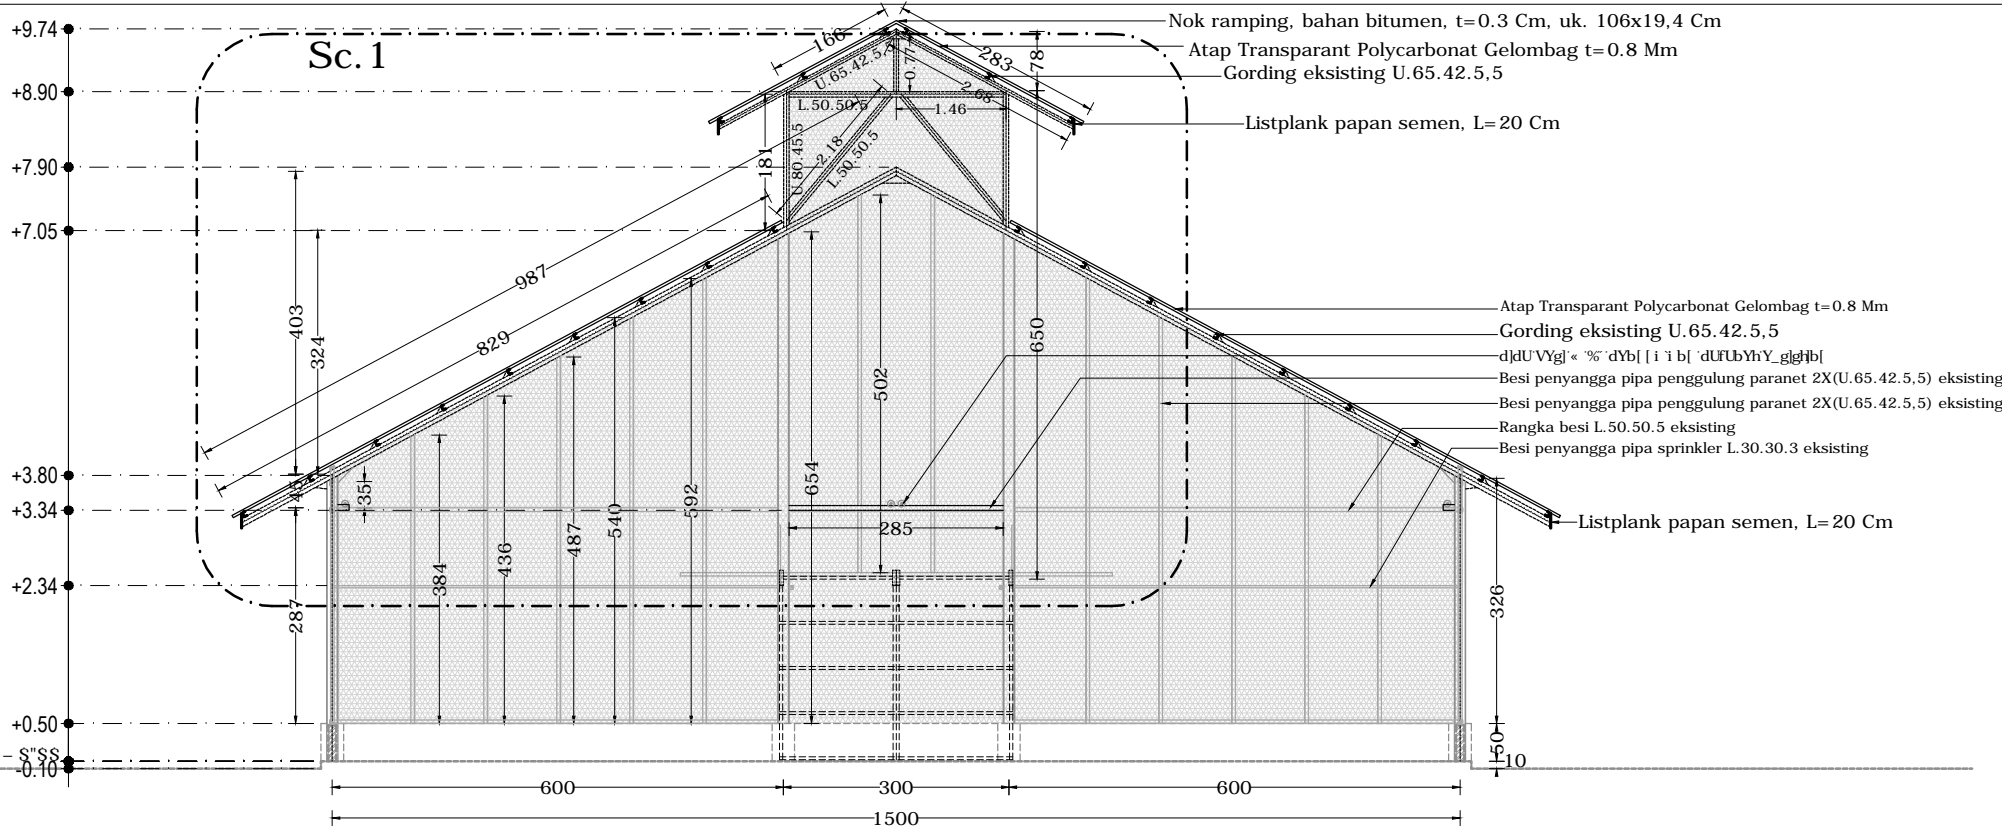 +9.74
+8.90
+7.90
+7.05
+3.80
+3.34
+2.34
+0.50
-0.10
Sc.1
Nok ramping, bahan bitumen, t=0.3 Cm, uk. 106x19,4 Cm
Atap Transparant Polycarbonat Gelombag t=0.8 Mm
Gording eksisting U.65.42.5,5
Listplank papan semen, L=20 Cm
166
283
78
U.65.42.5,5
0.77
2.68
L.50.50.5
1.46
181
U.80.45.5
2.18
L.50.50.5
987
829
403
324
45
35
287
384
436
487
540
592
654
502
650
285
Atap Transparant Polycarbonat Gelombag t=0.8 Mm
Gording eksisting U.65.42.5,5
Besi penyangga pipa penggulung paranet 2X(U.65.42.5,5) eksisting
Besi penyangga pipa penggulung paranet 2X(U.65.42.5,5) eksisting
Rangka besi L.50.50.5 eksisting
Besi penyangga pipa sprinkler L.30.30.3 eksisting
Listplank papan semen, L=20 Cm
326
50
10
600
300
600
1500